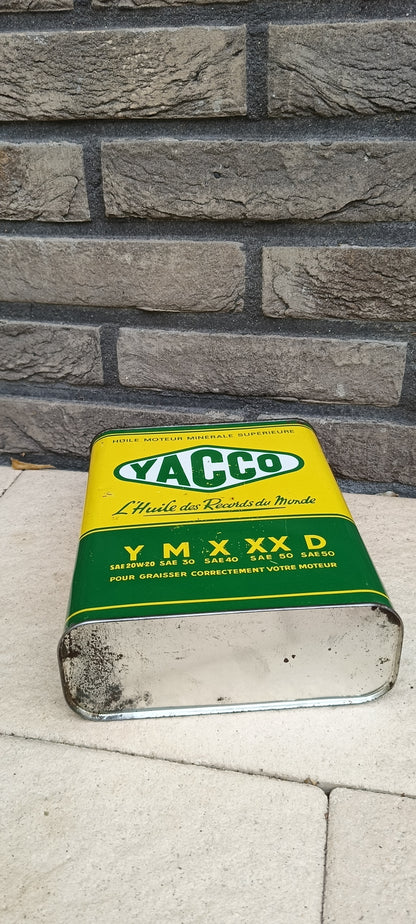 HUILE MOTEUR MINERALE SUPERIEURE
YACCO
L'Huile des Records du Monde
Y M X XX D
SAE 20W-20 SAE 30 SAE 40 SAE 50 SAE 50
POUR GRAISSER CORRECTEMENT VOTRE MOTEUR